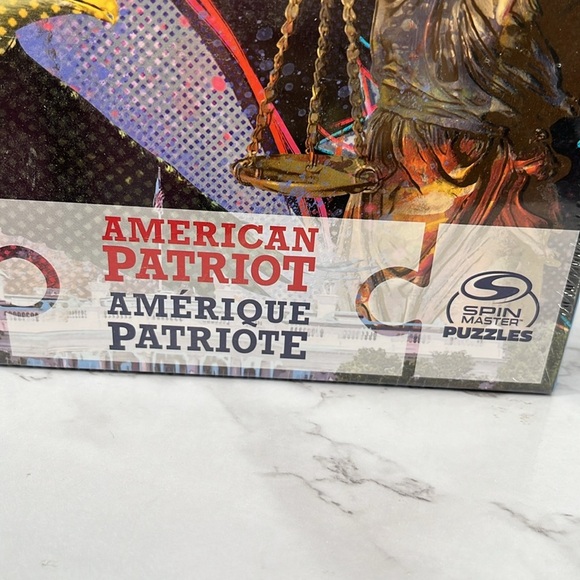 AMERICAN
PATRIOT
AMÉRIQUE
PATRIOTE
SPIN
MASTER
PUZZLES